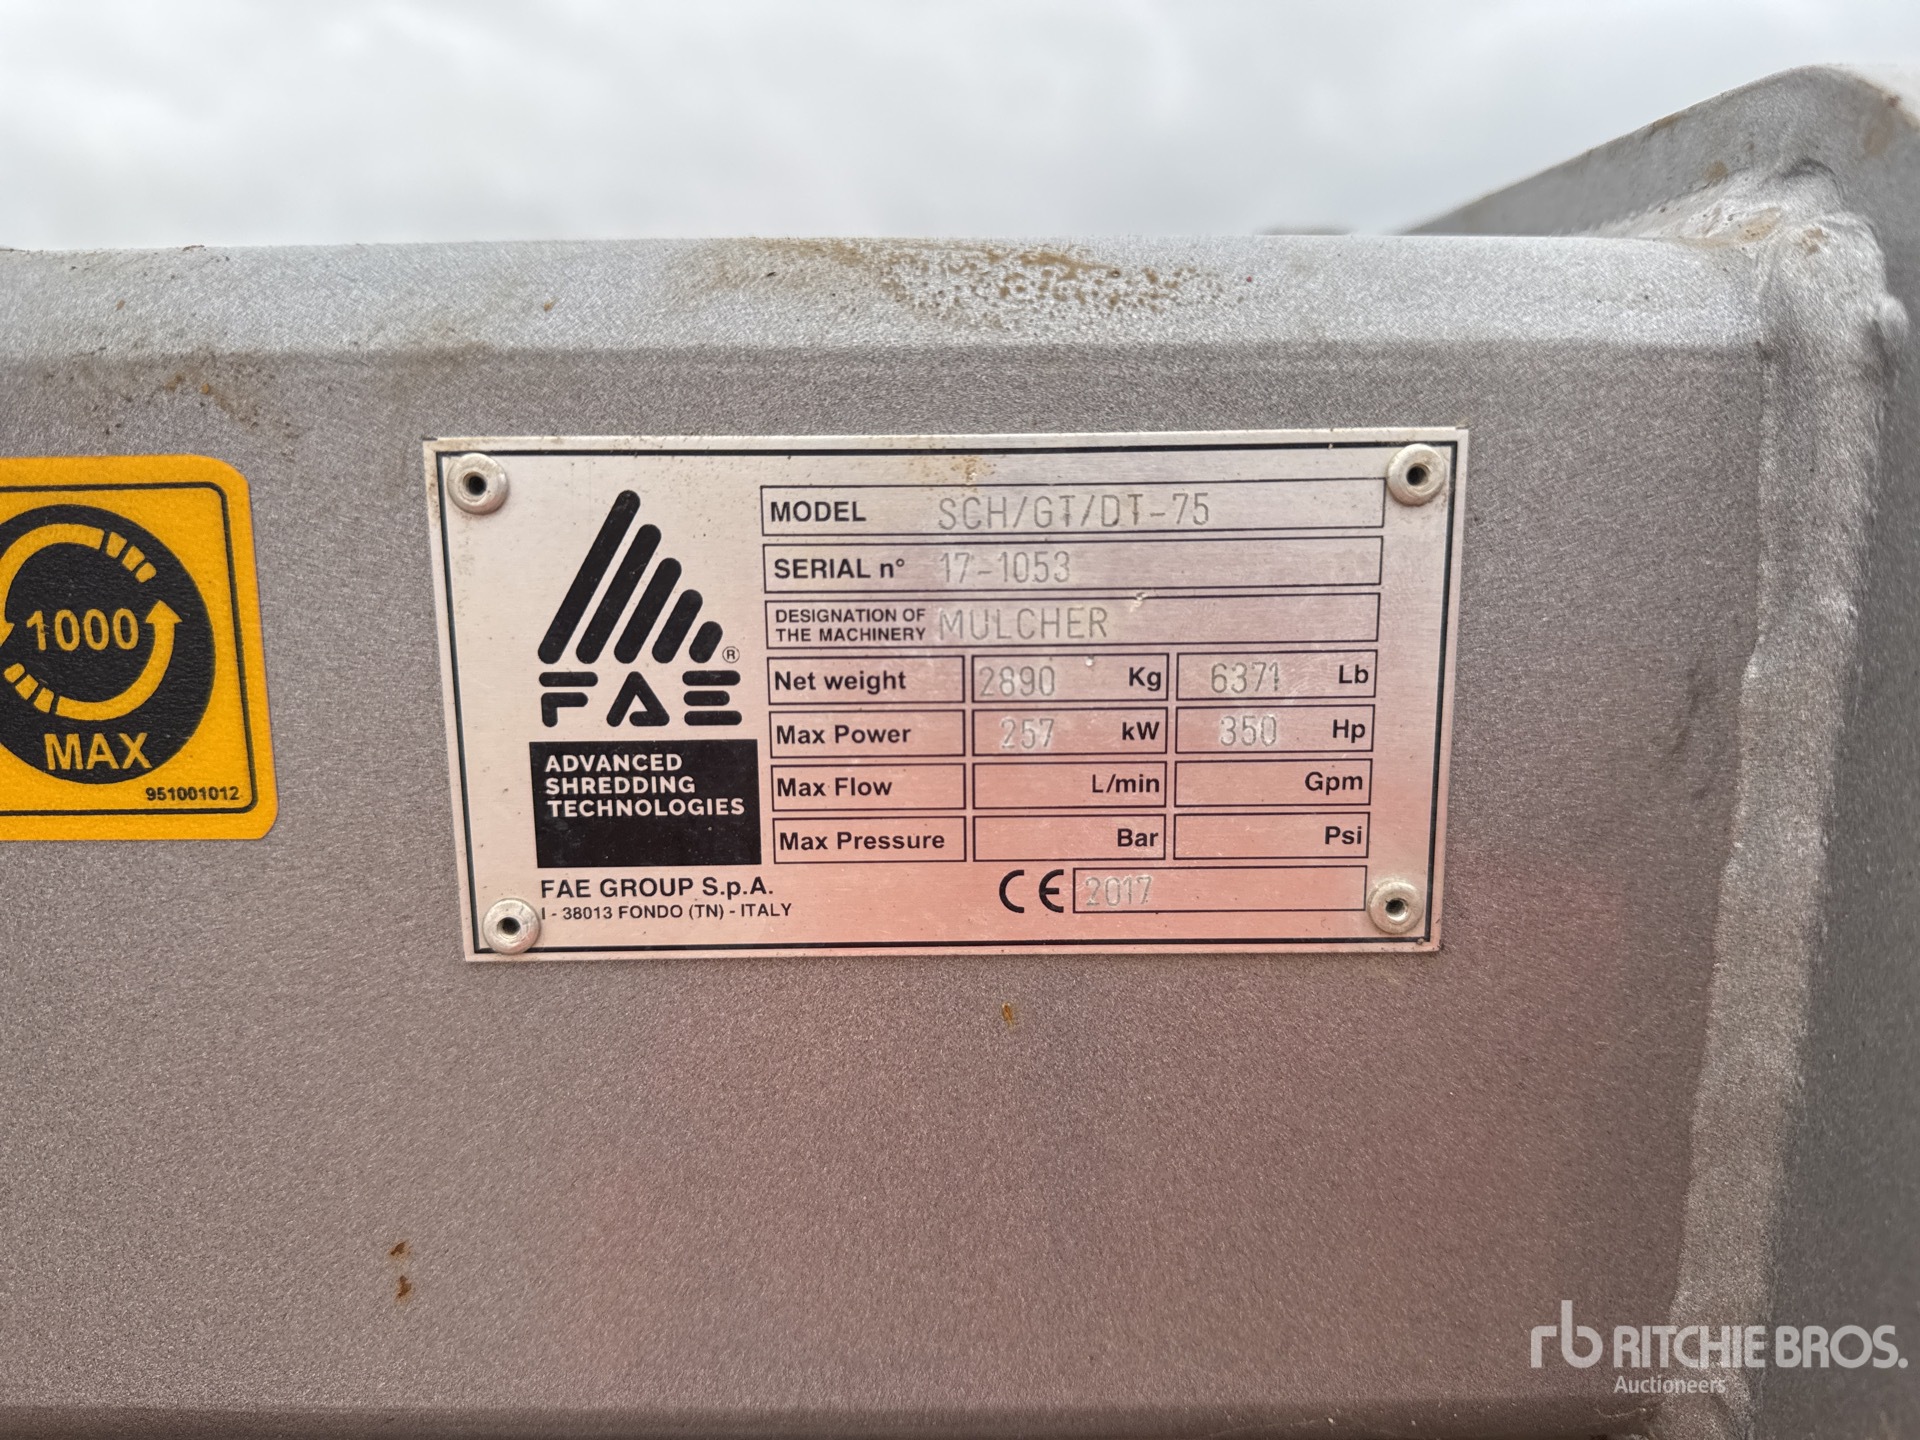 1000
MAX
951001012
FAE ®
ADVANCED
SHREDDING
TECHNOLOGIES
FAE GROUP S.p.A.
I - 38013 FONDO (TN) - ITALY
MODEL SCH/GT/DT-75
SERIAL n° 17-1053
DESIGNATION OF
THE MACHINERY MULCHER
Net weight 2890 Kg 6371 Lb
Max Power 257 kW 350 Hp
Max Flow L/min Gpm
Max Pressure Bar Psi
CE 2017
rb RITCHIE BROS.
Auctioneers